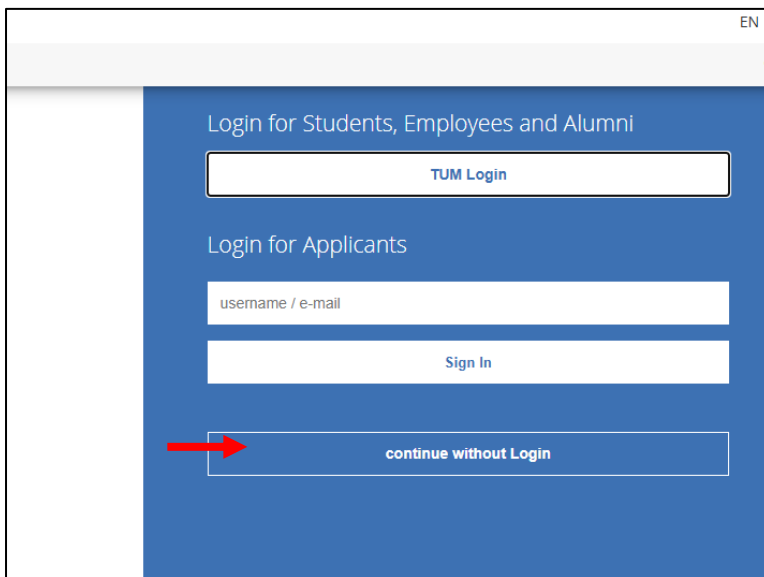 EN
Login for Students, Employees and Alumni
TUM Login
Login for Applicants
username / e-mail
Sign In
continue without Login